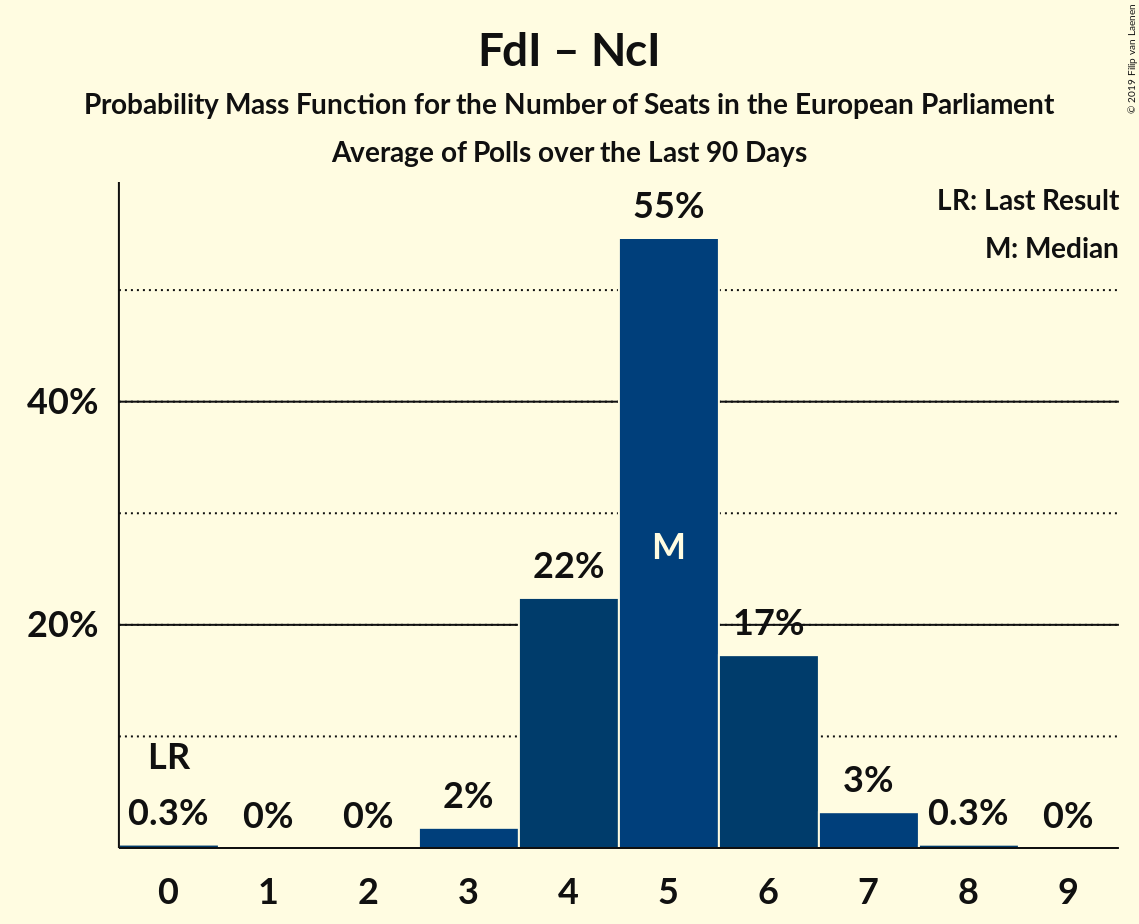 FdI – NcI
Probability Mass Function for the Number of Seats in the European Parliament
Average of Polls over the Last 90 Days
© 2019 Filip van Laenen
LR: Last Result
M: Median
55%
40%
M
22%
20%
17%
LR
0.3%
0%
0%
2%
3%
0.3%
0%
0 1 2 3 4 5 6 7 8 9